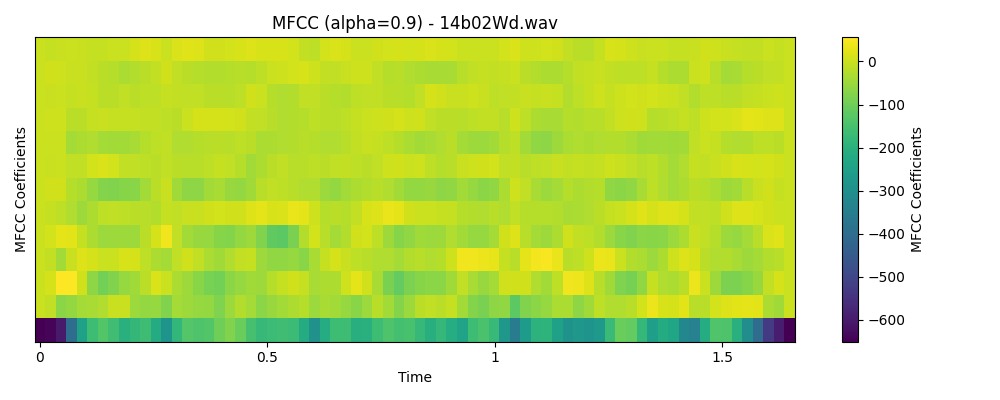 MFCC (alpha=0.9) - 14b02Wd.wav
MFCC Coefficients
0
0.5
1
1.5
Time
0
−100
−200
−300
−400
−500
−600
MFCC Coefficients